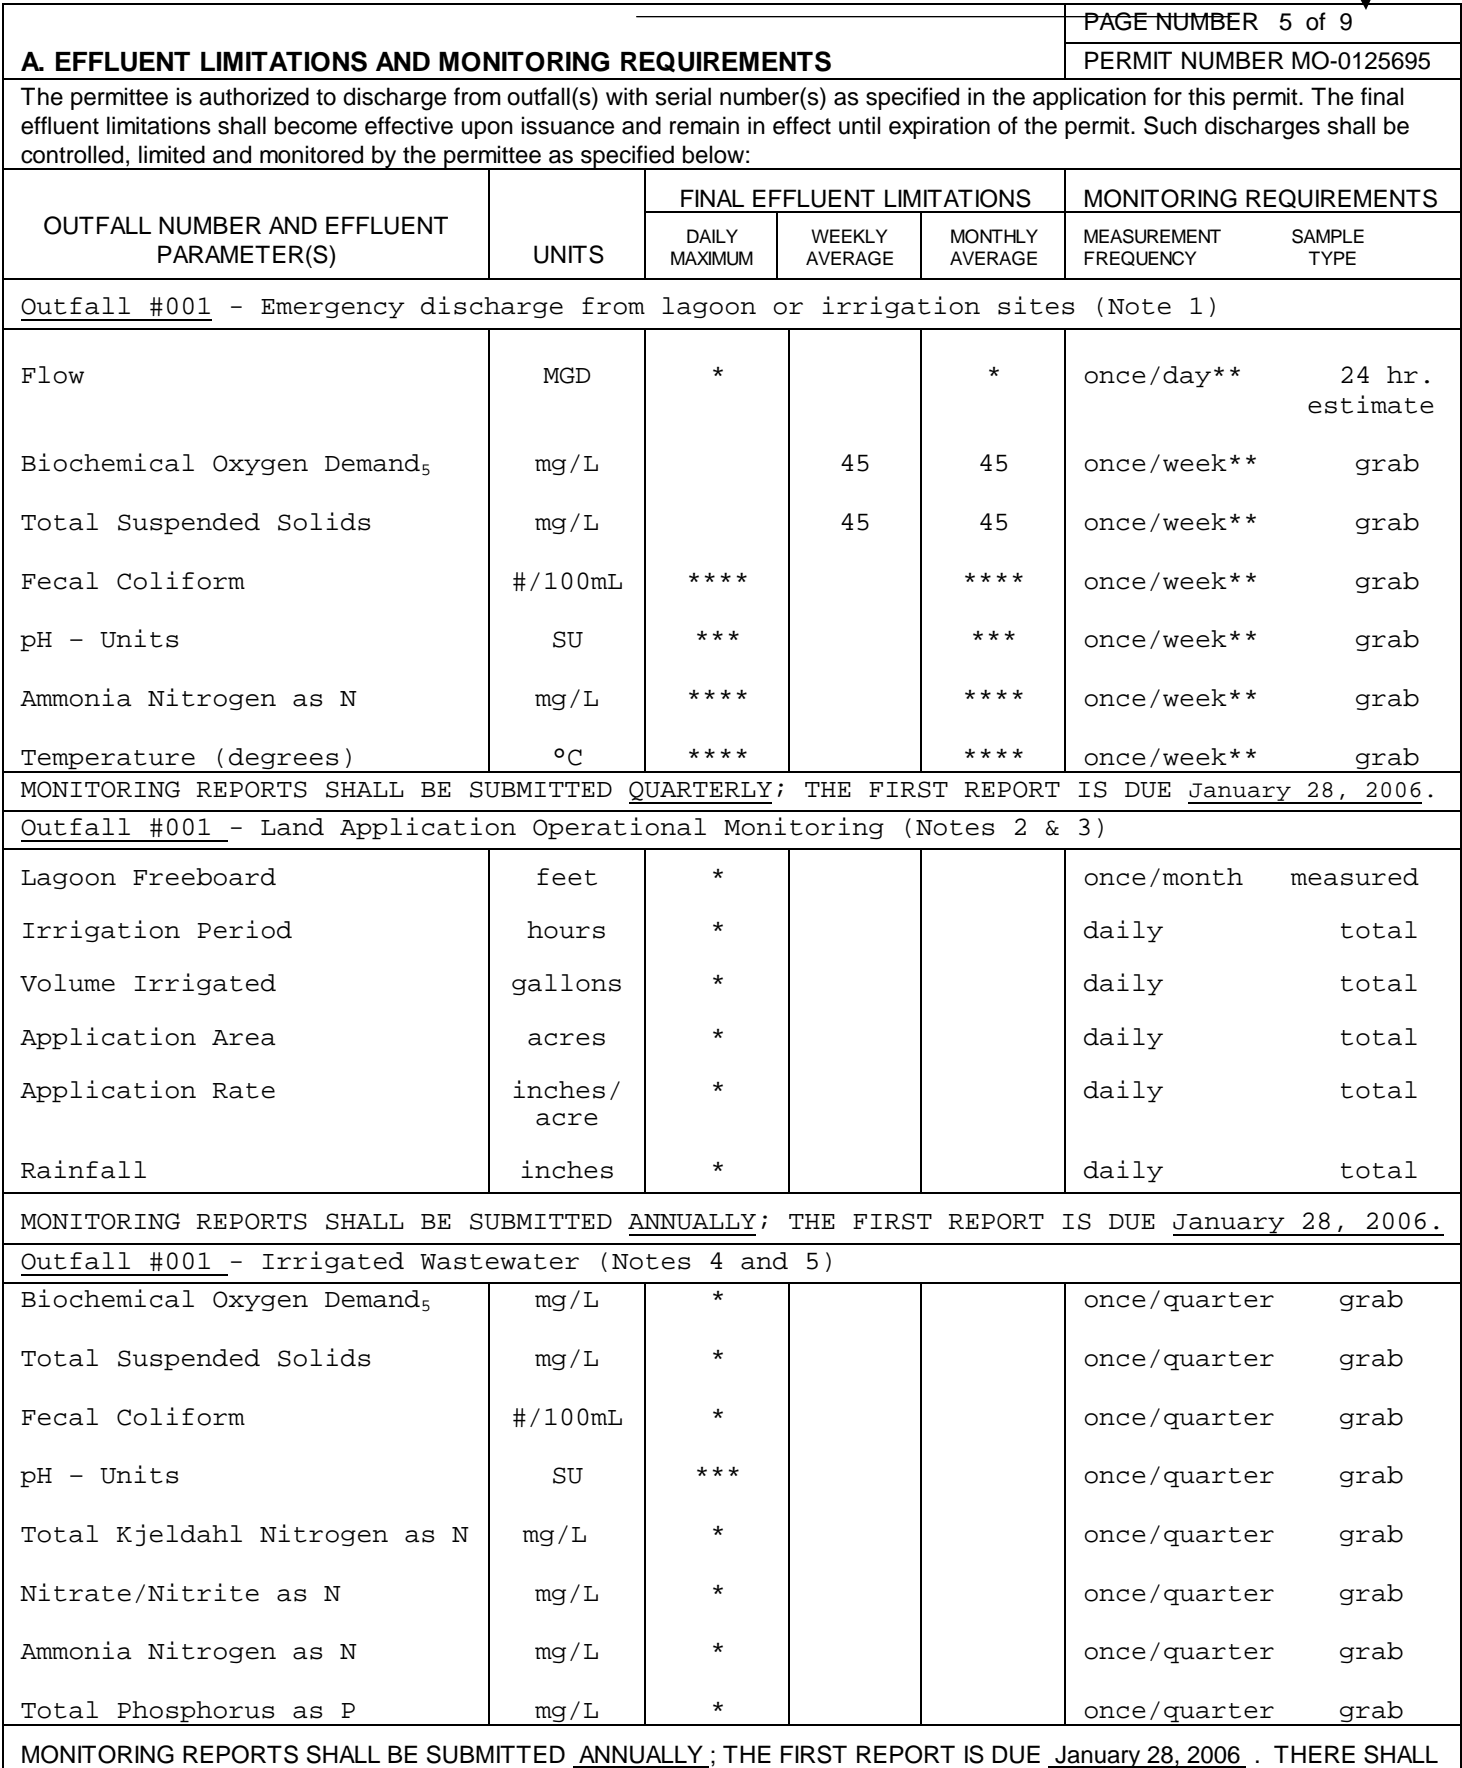 PAGE NUMBER 5 of 9
A. EFFLUENT LIMITATIONS AND MONITORING REQUIREMENTS
PERMIT NUMBER MO-0125695
The permittee is authorized to discharge from outfall(s) with serial number(s) as specified in the application for this permit. The final
effluent limitations shall become effective upon issuance and remain in effect until expiration of the permit. Such discharges shall be
controlled, limited and monitored by the permittee as specified below:
OUTFALL NUMBER AND EFFLUENT
PARAMETER(S)
UNITS
FINAL EFFLUENT LIMITATIONS
MONITORING REQUIREMENTS
DAILY
MAXIMUM
WEEKLY
AVERAGE
MONTHLY
AVERAGE
MEASUREMENT
FREQUENCY
SAMPLE
TYPE
Outfall #001 - Emergency discharge from lagoon or irrigation sites (Note 1)
Flow MGD * * once/day** 24 hr.
estimate
Biochemical Oxygen Demand₅ mg/L 45 45 once/week** grab
Total Suspended Solids mg/L 45 45 once/week** grab
Fecal Coliform #/100mL **** **** once/week** grab
pH – Units SU *** *** once/week** grab
Ammonia Nitrogen as N mg/L **** **** once/week** grab
Temperature (degrees) °C **** **** once/week** grab
MONITORING REPORTS SHALL BE SUBMITTED QUARTERLY; THE FIRST REPORT IS DUE January 28, 2006.
Outfall #001 - Land Application Operational Monitoring (Notes 2 & 3)
Lagoon Freeboard feet * once/month measured
Irrigation Period hours * daily total
Volume Irrigated gallons * daily total
Application Area acres * daily total
Application Rate inches/ * daily total
acre
Rainfall inches * daily total
MONITORING REPORTS SHALL BE SUBMITTED ANNUALLY; THE FIRST REPORT IS DUE January 28, 2006.
Outfall #001 - Irrigated Wastewater (Notes 4 and 5)
Biochemical Oxygen Demand₅ mg/L * once/quarter grab
Total Suspended Solids mg/L * once/quarter grab
Fecal Coliform #/100mL * once/quarter grab
pH – Units SU *** once/quarter grab
Total Kjeldahl Nitrogen as N mg/L * once/quarter grab
Nitrate/Nitrite as N mg/L * once/quarter grab
Ammonia Nitrogen as N mg/L * once/quarter grab
Total Phosphorus as P mg/L * once/quarter grab
MONITORING REPORTS SHALL BE SUBMITTED ANNUALLY ; THE FIRST REPORT IS DUE January 28, 2006 . THERE SHALL